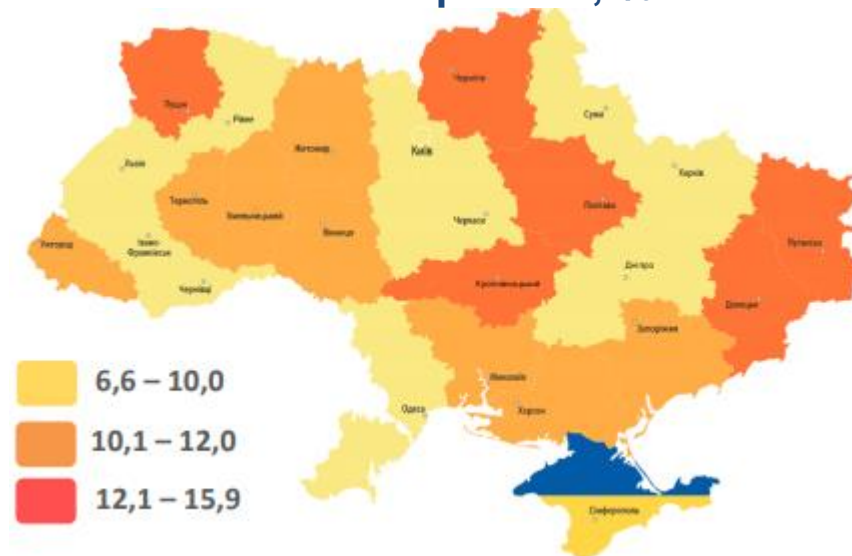 Чернігів
Луцьк
Рівне
Суми
Житомир
Київ
Львів
Харків
Тернопіль
Хмельницький
Полтава
Черкаси
Вінниця
Ужгород
Івано-
Франківськ
Луганськ
Дніпро
Кропивницький
Чернівці
Донецьк
Запоріжжя
6,6 – 10,0
Миколаїв
Одеса
Херсон
10,1 – 12,0
12,1 – 15,9
Сімферополь